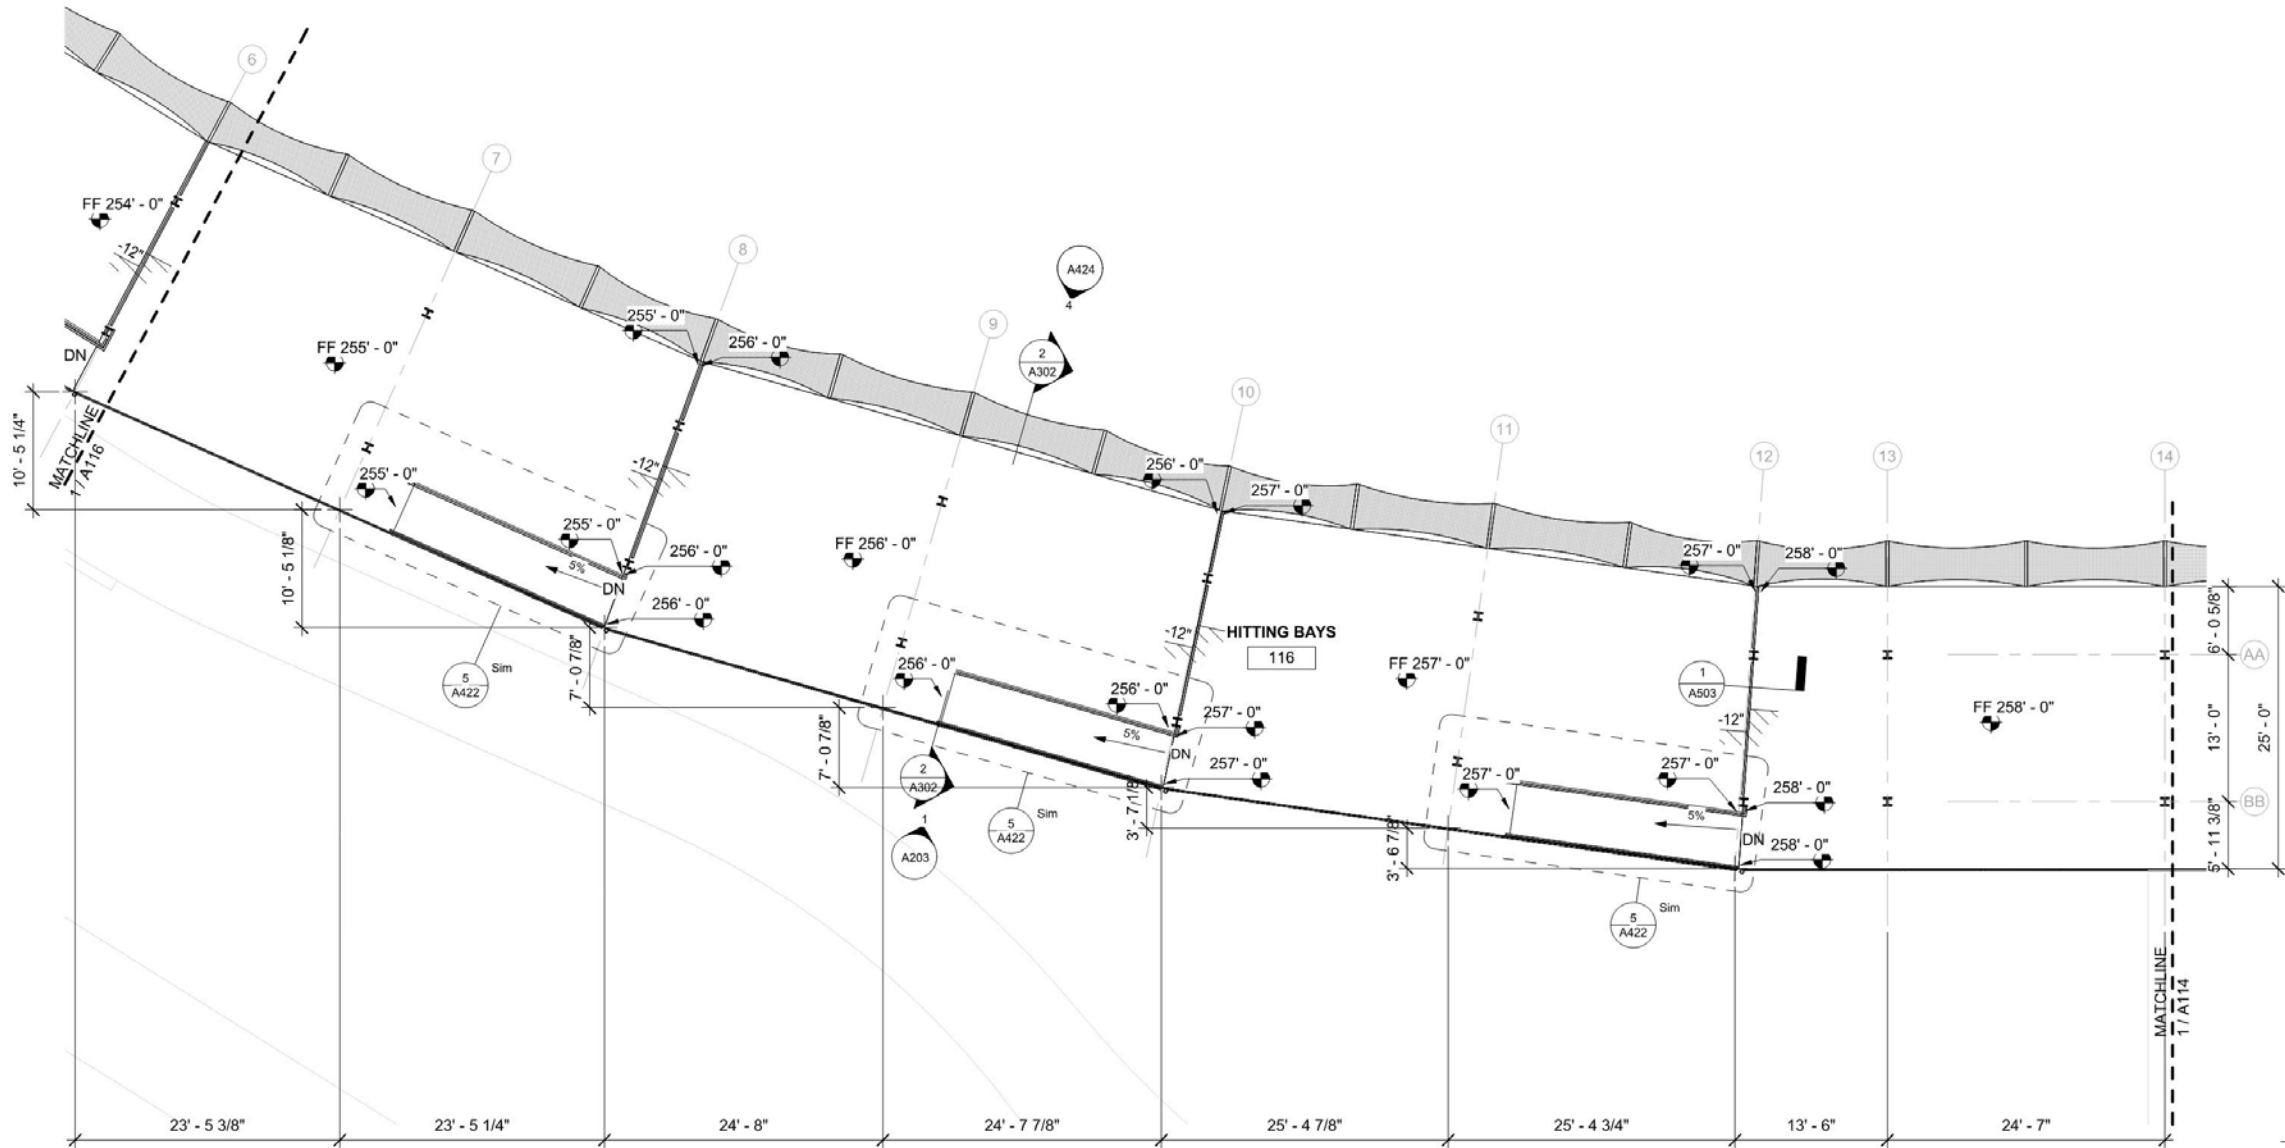 6
7
8
9
10
11
12
13
14
FF 254' - 0"
-12"
DN
FF 255' - 0"
255' - 0"
256' - 0"
A424
4
2
A302
256' - 0"
257' - 0"
257' - 0"
258' - 0"
10' - 5 1/4"
MATCHLINE
1 / A116
255' - 0"
-12"
255' - 0"
256' - 0"
5%
DN
256' - 0"
10' - 5 1/8"
5
A422
Sim
7' - 0 7/8"
FF 256' - 0"
-12"
HITTING BAYS
116
256' - 0"
256' - 0"
257' - 0"
5%
DN
257' - 0"
7' - 0 7/8"
2
A302
1
A203
5
A422
Sim
3' - 7 1/8"
FF 257' - 0"
1
A503
-12"
257' - 0"
257' - 0"
258' - 0"
5%
DN
258' - 0"
3' - 6 7/8"
5
A422
Sim
FF 258' - 0"
6' - 0 5/8"
AA
13' - 0"
25' - 0"
BB
5' - 11 3/8"
MATCHLINE
1 / A114
23' - 5 3/8"
23' - 5 1/4"
24' - 8"
24' - 7 7/8"
25' - 4 7/8"
25' - 4 3/4"
13' - 6"
24' - 7"